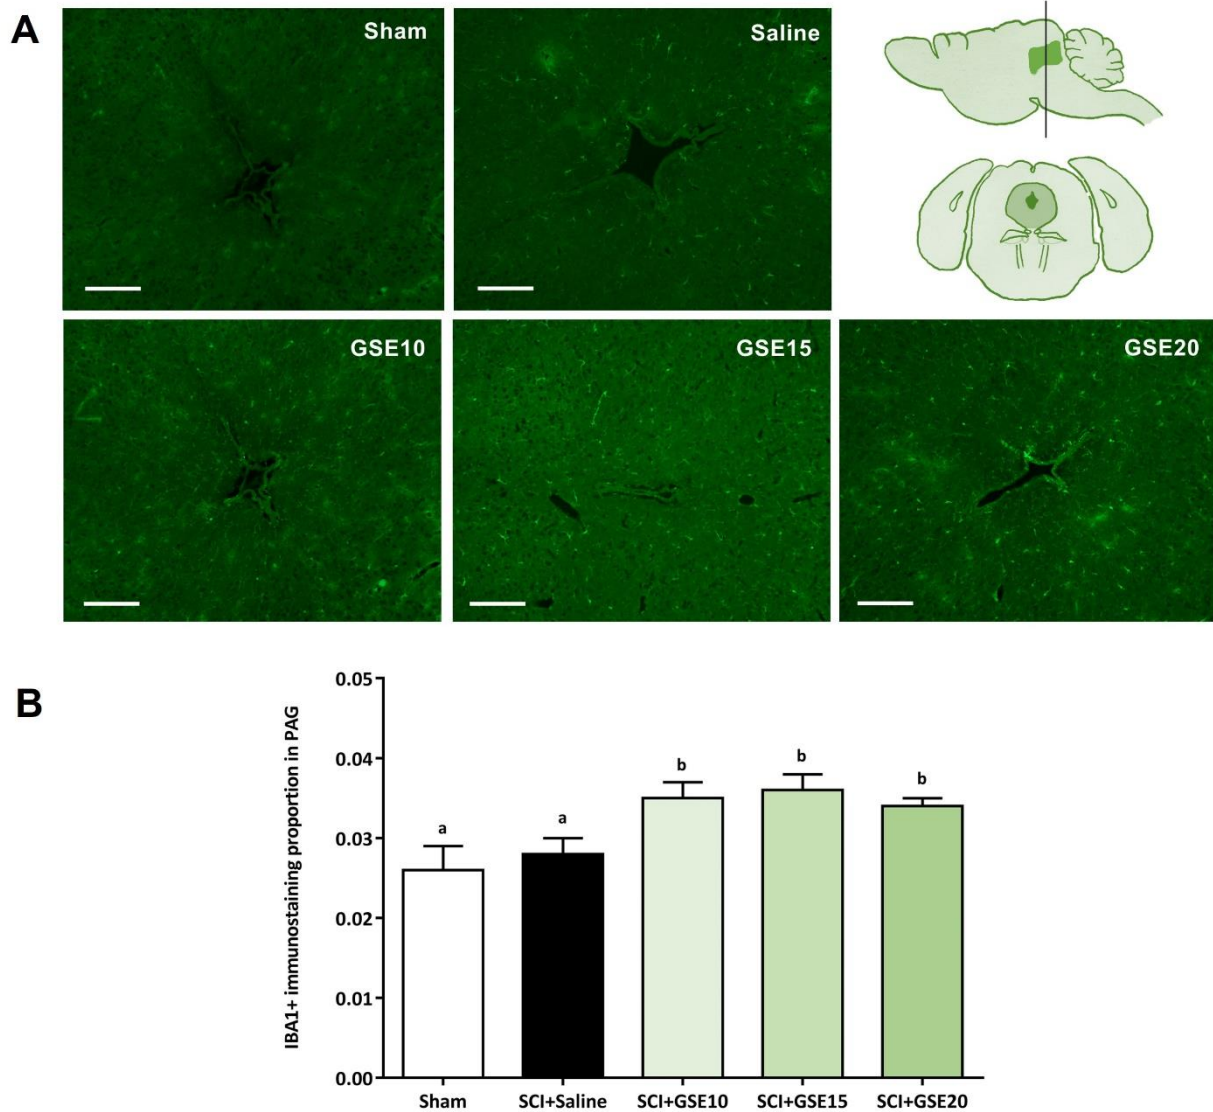 A
Sham
Saline
GSE10
GSE15
GSE20
B
IBA1+ immunostaining proportion in PAG
0.05
0.04
0.03
0.02
0.01
0.00
a
a
b
b
b
Sham
SCI+Saline
SCI+GSE10
SCI+GSE15
SCI+GSE20